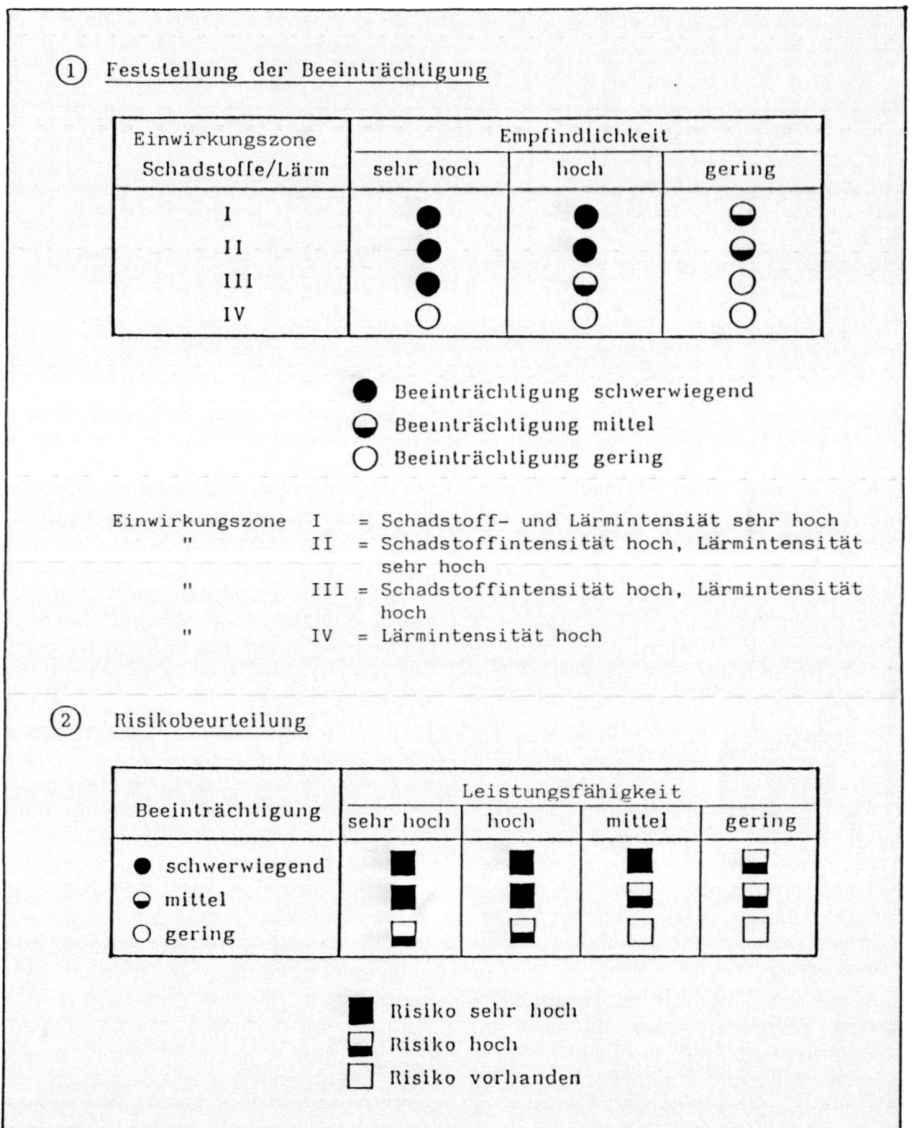 1 Feststellung der Beeinträchtigung
Einwirkungszone
Schadstoffe/Lärm
Empfindlichkeit
sehr hoch hoch gering
I
II
III
IV
Beeinträchtigung schwerwiegend
Beeinträchtigung mittel
Beeinträchtigung gering
Einwirkungszone I = Schadstoff- und Lärmintensiät sehr hoch
" II = Schadstoffintensität hoch, Lärmintensität
sehr hoch
" III = Schadstoffintensität hoch, Lärmintensität
hoch
" IV = Lärmintensität hoch
2 Risikobeurteilung
Beeinträchtigung
Leistungsfähigkeit
sehr hoch hoch mittel gering
schwerwiegend
mittel
gering
Risiko sehr hoch
Risiko hoch
Risiko vorhanden